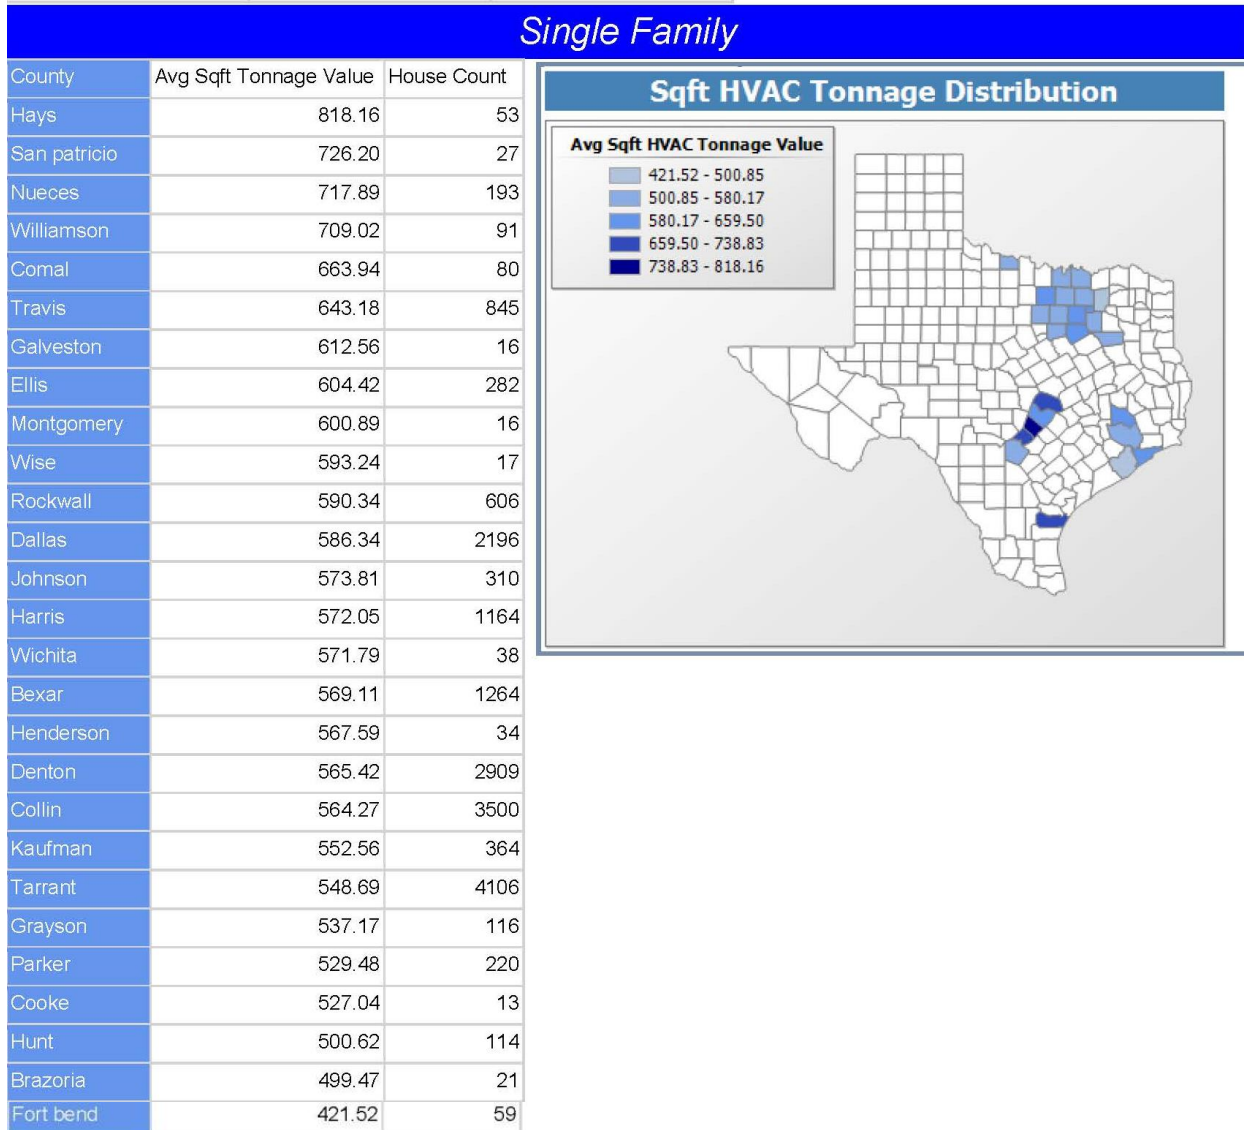 Single Family
County Avg Sqft Tonnage Value House Count
Hays 818.16 53
San patricio 726.20 27
Nueces 717.89 193
Williamson 709.02 91
Comal 663.94 80
Travis 643.18 845
Galveston 612.56 16
Ellis 604.42 282
Montgomery 600.89 16
Wise 593.24 17
Rockwall 590.34 606
Dallas 586.34 2196
Johnson 573.81 310
Harris 572.05 1164
Wichita 571.79 38
Bexar 569.11 1264
Henderson 567.59 34
Denton 565.42 2909
Collin 564.27 3500
Kaufman 552.56 364
Tarrant 548.69 4106
Grayson 537.17 116
Parker 529.48 220
Cooke 527.04 13
Hunt 500.62 114
Brazoria 499.47 21
Fort bend 421.52 59
Sqft HVAC Tonnage Distribution
Avg Sqft HVAC Tonnage Value
421.52 - 500.85
500.85 - 580.17
580.17 - 659.50
659.50 - 738.83
738.83 - 818.16